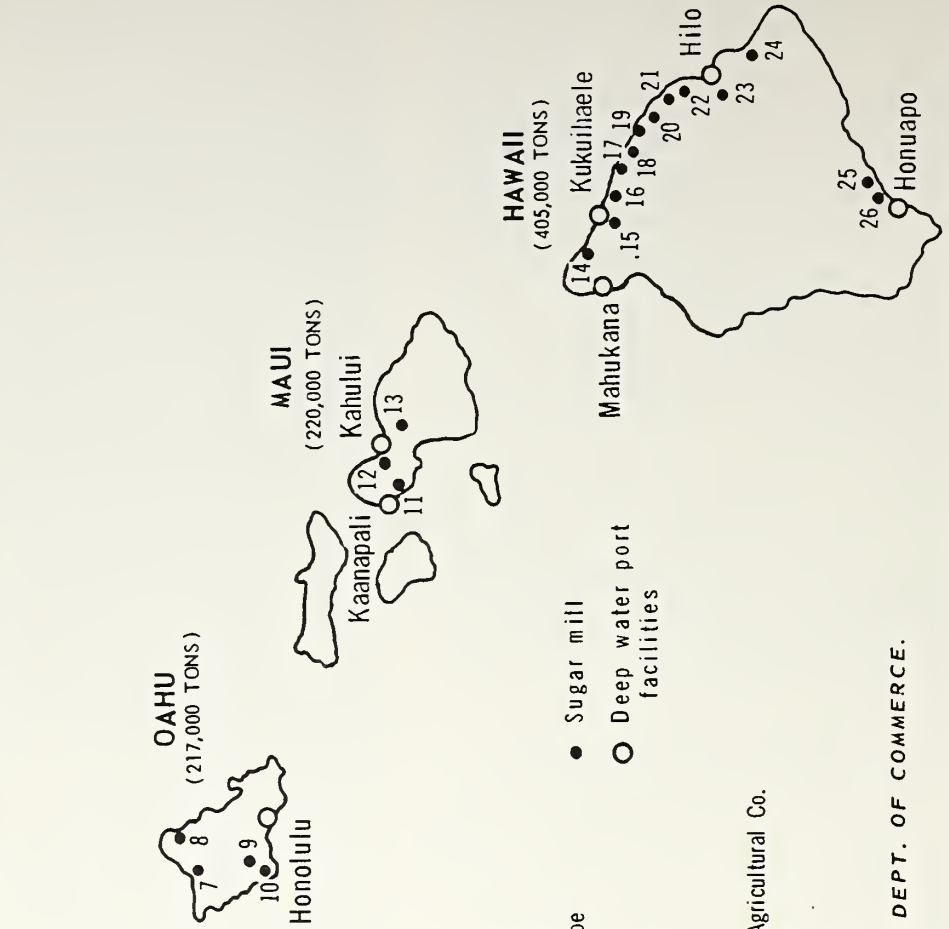 OAHU
(217,000 TONS)
8
7
9
10
Honolulu
MAUI
(220,000 TONS)
Kahului
13
12
11
Kaanapali
HAWAII
(405,000 TONS)
Kukuihaele
14
.15
16
17
18
19
20
21
22
Hilo
23
24
25
26
Honuapo
Mahukana
Sugar mill
Deep water port
facilities
Agricultural Co.
DEPT. OF COMMERCE.